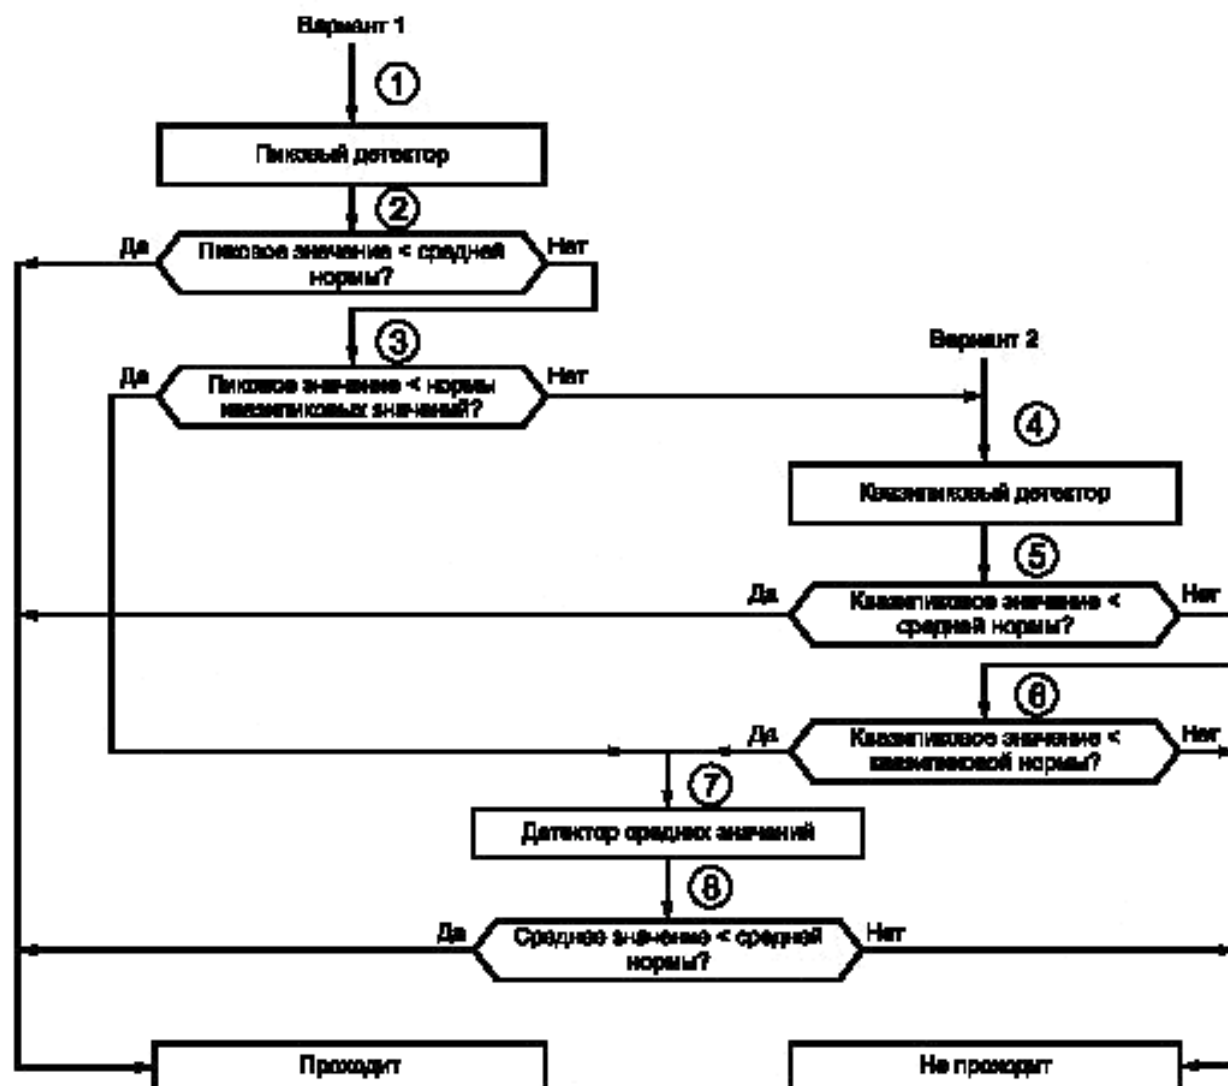 Вариант 1
1
Пиковый детектор
2
Да
Пиковое значение < средней
нормы?
Нет
3
Да
Пиковое значение < нормы
квазипиковых значений?
Нет
Вариант 2
4
Квазипиковый детектор
5
Да
Квазипиковое значение <
средней нормы?
Нет
6
Да
Квазипиковое значение <
квазипиковой нормы?
Нет
7
Детектор средних значений
8
Да
Среднее значение < средней
нормы?
Нет
Проходит
Не проходит